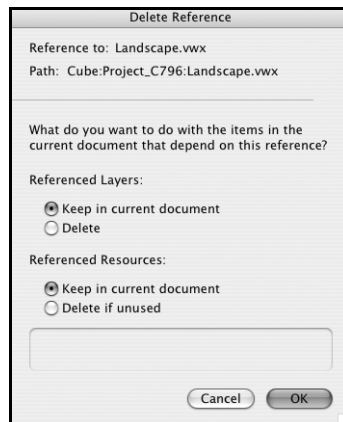 Delete Reference
Reference to: Landscape.vwx
Path: Cube:Project_C796:Landscape.vwx
What do you want to do with the items in the
current document that depend on this reference?
Referenced Layers:
Keep in current document
Delete
Referenced Resources:
Keep in current document
Delete if unused
Cancel OK